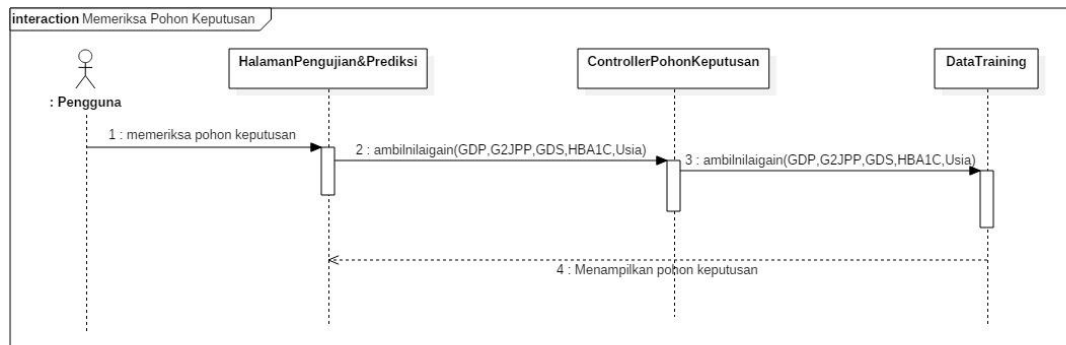 interaction Memeriksa Pohon Keputusan
HalamanPengujian&Prediksi
ControllerPohonKeputusan
DataTraining
: Pengguna
1 : memeriksa pohon keputusan
2 : ambilnilaigain(GDP,G2JPP,GDS,HBA1C,Usia)
3 : ambilnilaigain(GDP,G2JPP,GDS,HBA1C,Usia)
4 : Menampilkan pohon keputusan